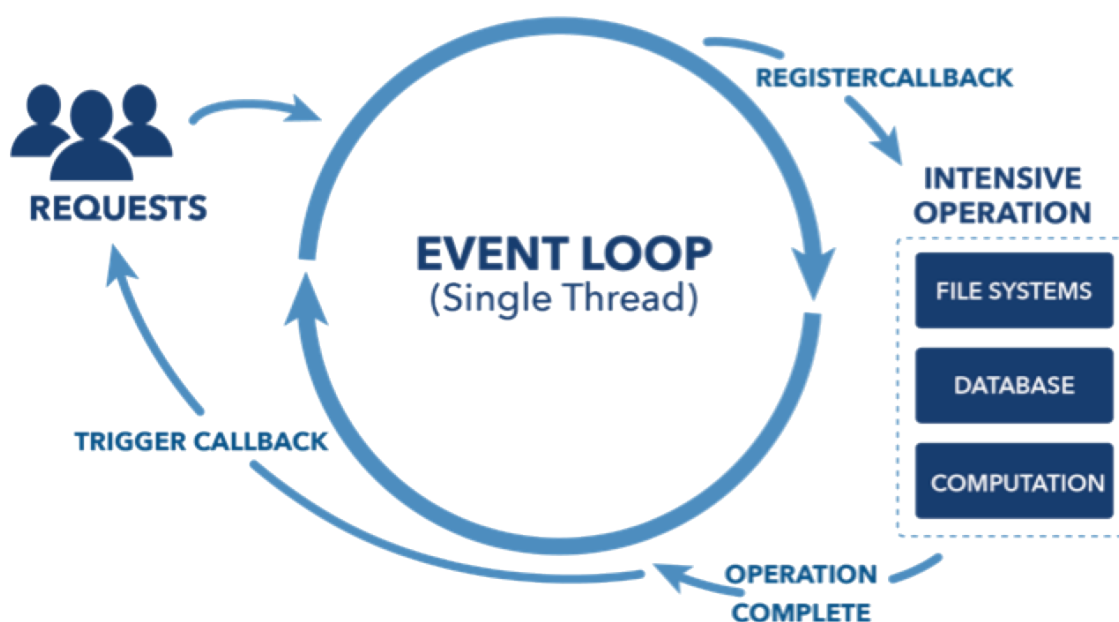 REGISTERCALLBACK
REQUESTS
INTENSIVE
OPERATION
EVENT LOOP
(Single Thread)
FILE SYSTEMS
DATABASE
COMPUTATION
TRIGGER CALLBACK
OPERATION
COMPLETE